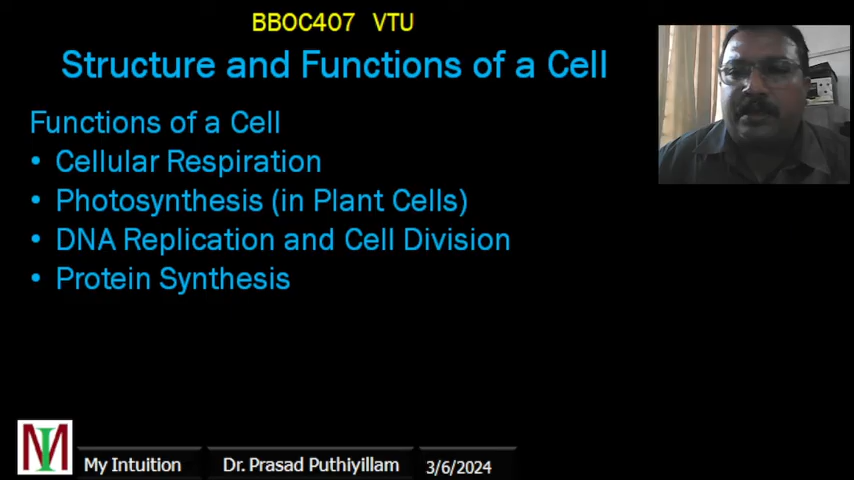 BBOC407 VTU
Structure and Functions of a Cell
Functions of a Cell
• Cellular Respiration
• Photosynthesis (in Plant Cells)
• DNA Replication and Cell Division
• Protein Synthesis
MI
My Intuition
Dr. Prasad Puthiyillam
3/6/2024